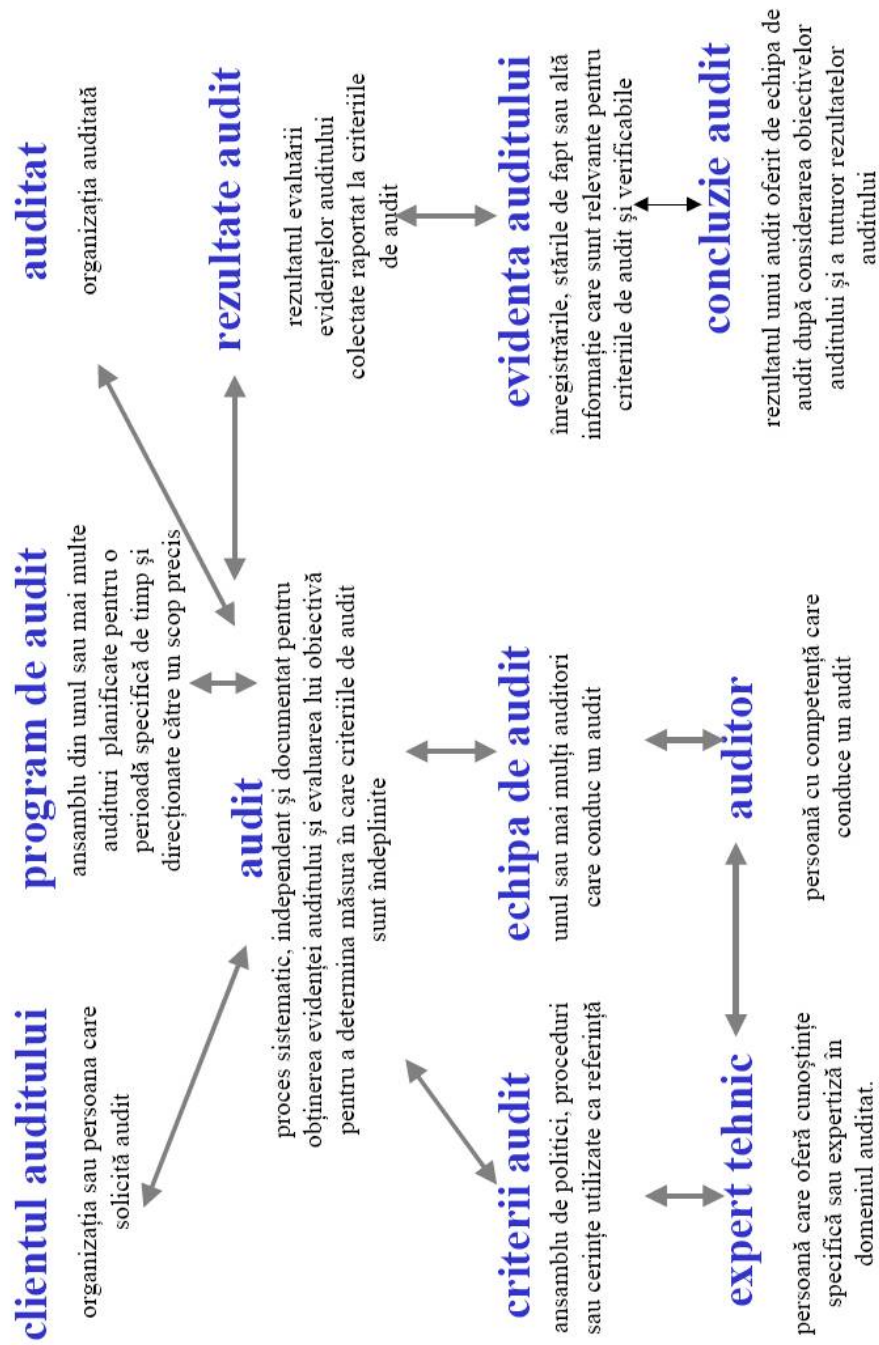 clientul auditului
organizația sau persoana care
solicită audit
program de audit
ansamblu din unul sau mai multe
audituri planificate pentru o
perioadă specifică de timp și
direcționate către un scop precis
auditat
organizația auditată
audit
proces sistematic, independent și documentat pentru
obținerea evidenței auditului și evaluarea lui obiectivă
pentru a determina măsura in care criteriile de audit
sunt îndeplinite
rezultate audit
rezultatul evaluării
evidențelor auditului
colectate raportat la criteriile
de audit
criterii audit
ansamblu de politici, proceduri
sau cerințe utilizate ca referință
echipa de audit
unul sau mai mulți auditori
care conduc un audit
evidenta auditului
înregistrările, stările de fapt sau altă
informație care sunt relevante pentru
criteriile de audit și verificabile
expert tehnic
persoană care oferă cunoștințe
specifică sau expertiză în
domeniul auditat.
auditor
persoană cu competență care
conduce un audit
concluzie audit
rezultatul unui audit oferit de echipa de
audit după considerarea obiectivelor
auditului și a tuturor rezultatelor
auditului